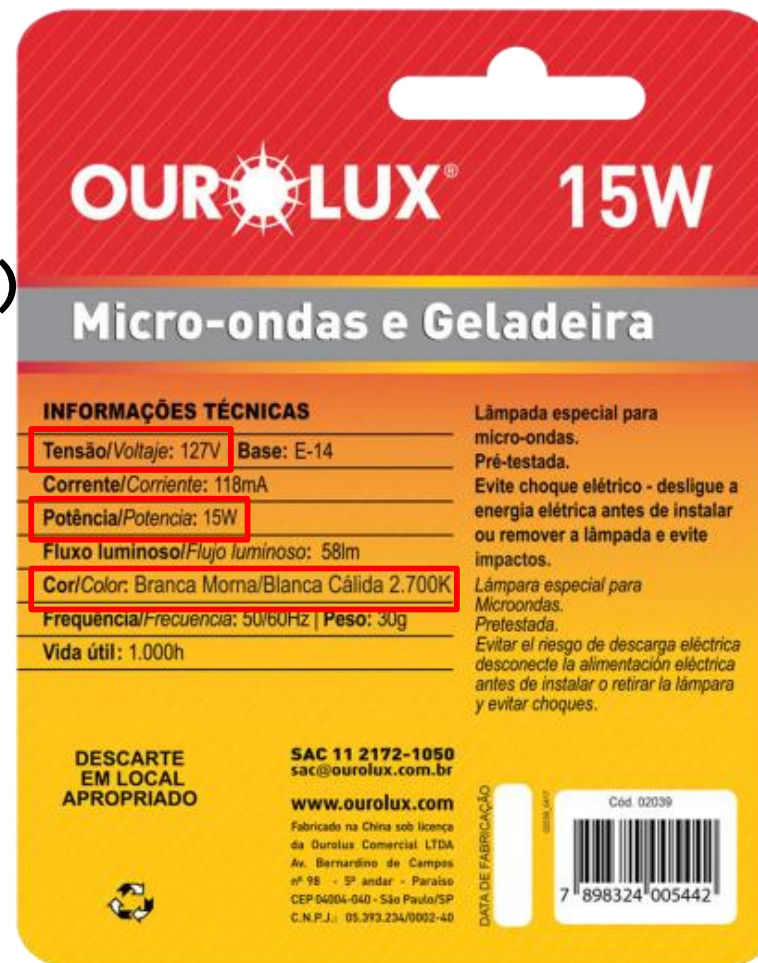 )
OUROLUX®
15W
Micro-ondas e Geladeira
INFORMAÇÕES TÉCNICAS
Tensão/Voltaje: 127V | Base: E-14
Corrente/Corriente: 118mA
Potência/Potencia: 15W
Fluxo luminoso/Flujo luminoso: 58lm
Cor/Color: Branca Morna/Blanca Cálida 2.700K
Frequência/Frecuencia: 50/60Hz | Peso: 30g
Vida útil: 1.000h
Lâmpada especial para
micro-ondas.
Pré-testada.
Evite choque elétrico - desligue a
energia elétrica antes de instalar
ou remover a lâmpada e evite
impactos.
Lámpara especial para
Microondas.
Pretestada.
Evitar el riesgo de descarga eléctrica
desconecte la alimentación eléctrica
antes de instalar o retirar la lámpara
y evitar choques.
DESCARTE
EM LOCAL
APROPRIADO
SAC 11 2172-1050
sac@ourolux.com.br
www.ourolux.com
Fabricado na China sob licença
da Ourolux Comercial LTDA
Av. Bernardino de Campos
nº 98 - 5º andar - Paraíso
CEP 04004-040 - São Paulo/SP
C.N.P.J.: 05.393.234/0002-40
DATA DE FABRICAÇÃO
02039_0417
Cód. 02039
7 898324 005442